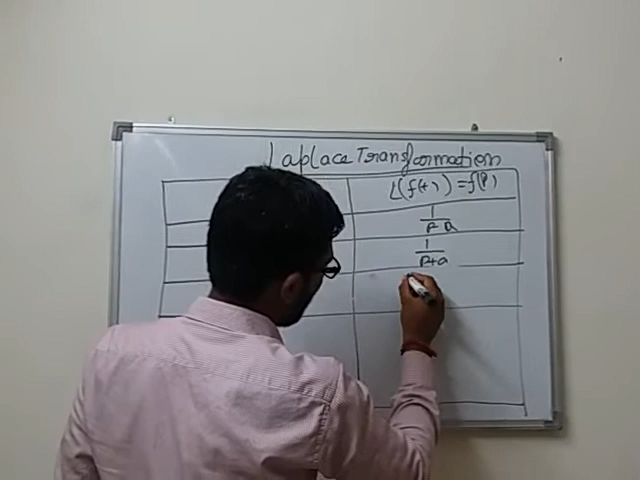 Laplace Transformation
L(f(t)) = f(P)
1/P-a
1/P+a